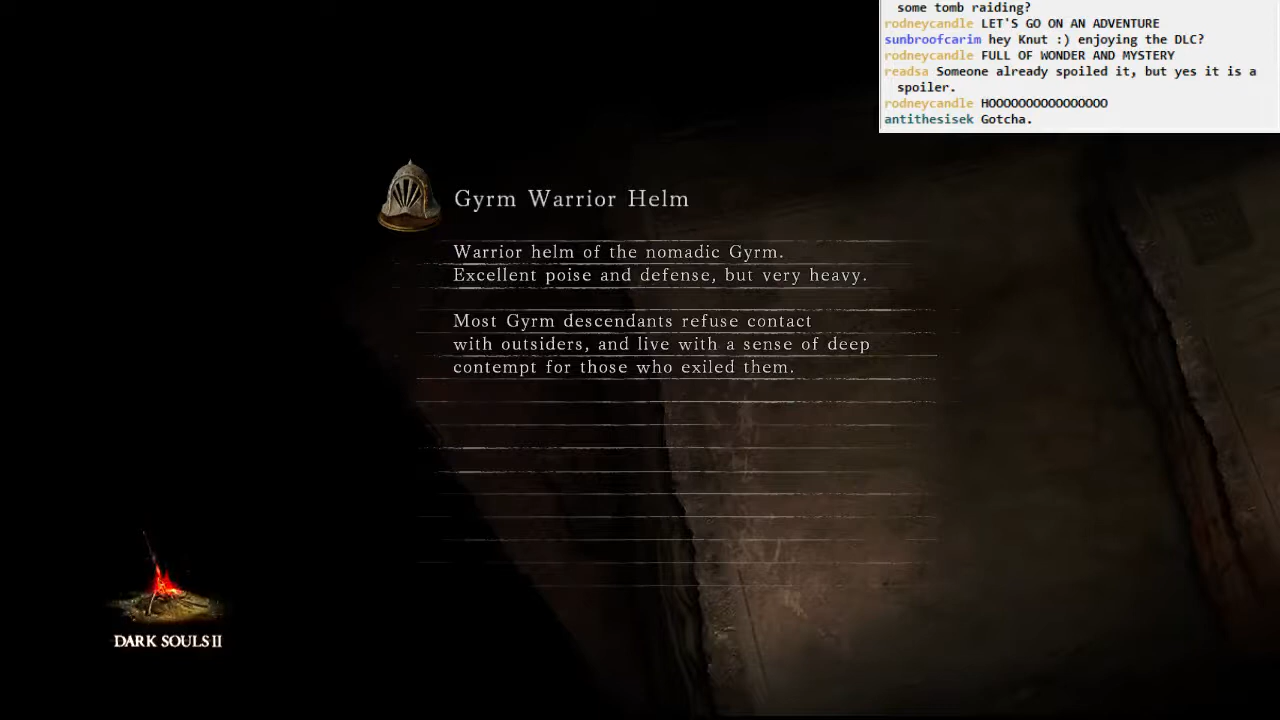 some tomb raiding?
rodneycandle LET'S GO ON AN ADVENTURE
sunbroofcarim hey Knut :) enjoying the DLC?
rodneycandle FULL OF WONDER AND MYSTERY
readsa Someone already spoiled it, but yes it is a
spoiler.
rodneycandle HOOOOOOOOOOOOOOOO
antithesisek Gotcha.
Gyrm Warrior Helm
Warrior helm of the nomadic Gyrm.
Excellent poise and defense, but very heavy.
Most Gyrm descendants refuse contact
with outsiders, and live with a sense of deep
contempt for those who exiled them.
DARK SOULS II